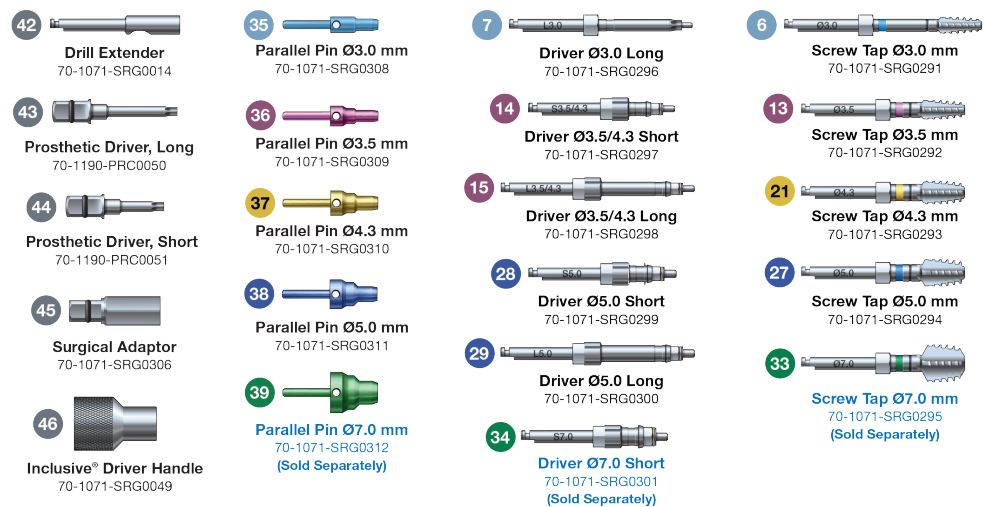 42
Drill Extender
70-1071-SRG0014
43
Prosthetic Driver, Long
70-1190-PRC0050
44
Prosthetic Driver, Short
70-1190-PRC0051
45
Surgical Adaptor
70-1071-SRG0306
46
Inclusive® Driver Handle
70-1071-SRG0049
35
Parallel Pin Ø3.0 mm
70-1071-SRG0308
36
Parallel Pin Ø3.5 mm
70-1071-SRG0309
37
Parallel Pin Ø4.3 mm
70-1071-SRG0310
38
Parallel Pin Ø5.0 mm
70-1071-SRG0311
39
Parallel Pin Ø7.0 mm
70-1071-SRG0312
(Sold Separately)
7
L3.0
Driver Ø3.0 Long
70-1071-SRG0296
14
S3.5/4.3
Driver Ø3.5/4.3 Short
70-1071-SRG0297
15
L3.5/4.3
Driver Ø3.5/4.3 Long
70-1071-SRG0298
28
S5.0
Driver Ø5.0 Short
70-1071-SRG0299
29
L5.0
Driver Ø5.0 Long
70-1071-SRG0300
34
S7.0
Driver Ø7.0 Short
70-1071-SRG0301
(Sold Separately)
6
Ø3.0
Screw Tap Ø3.0 mm
70-1071-SRG0291
13
Ø3.5
Screw Tap Ø3.5 mm
70-1071-SRG0292
21
Ø4.3
Screw Tap Ø4.3 mm
70-1071-SRG0293
27
Ø5.0
Screw Tap Ø5.0 mm
70-1071-SRG0294
33
Ø7.0
Screw Tap Ø7.0 mm
70-1071-SRG0295
(Sold Separately)